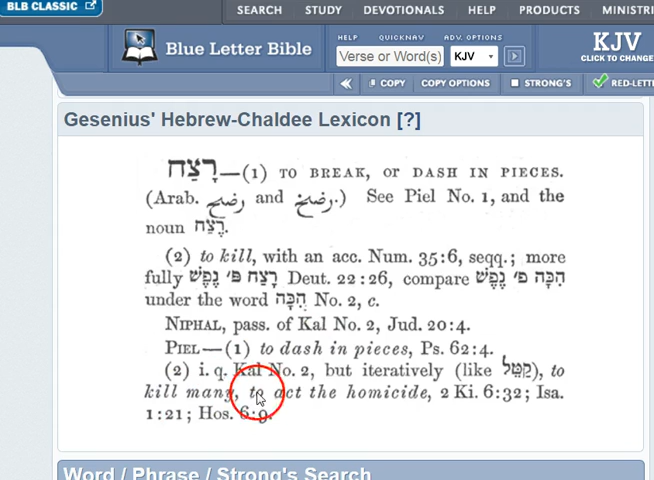 BLB CLASSIC
SEARCH STUDY DEVOTIONALS HELP PRODUCTS MINISTRI
HELP QUICKNAV ADV. OPTIONS
Blue Letter Bible Verse or Word(s) KJV KJV
CLICK TO CHANGE
COPY COPY OPTIONS STRONG'S RED-LETT
Gesenius' Hebrew-Chaldee Lexicon [?]
רָצַח—(1) TO BREAK, OR DASH IN PIECES.
(Arab. رضح and رضخ.) See Piel No. 1, and the
noun רֶצַח.
(2) to kill, with an acc. Num. 35:6, seqq.; more
fully רָצַח פּ׳ נֶפֶשׁ Deut. 22:26, compare הִכָּה פ׳ נֶפֶשׁ
under the word הִכָּה No. 2, c.
NIPHAL, pass. of Kal No. 2, Jud. 20:4.
PIEL—(1) to dash in pieces, Ps. 62:4.
(2) i. q. Kal No. 2, but iteratively (like קִטֵּל), to
kill many, to act the homicide, 2 Ki. 6:32; Isa.
1:21; Hos. 6:9.
Word / Phrase / Strong's Search